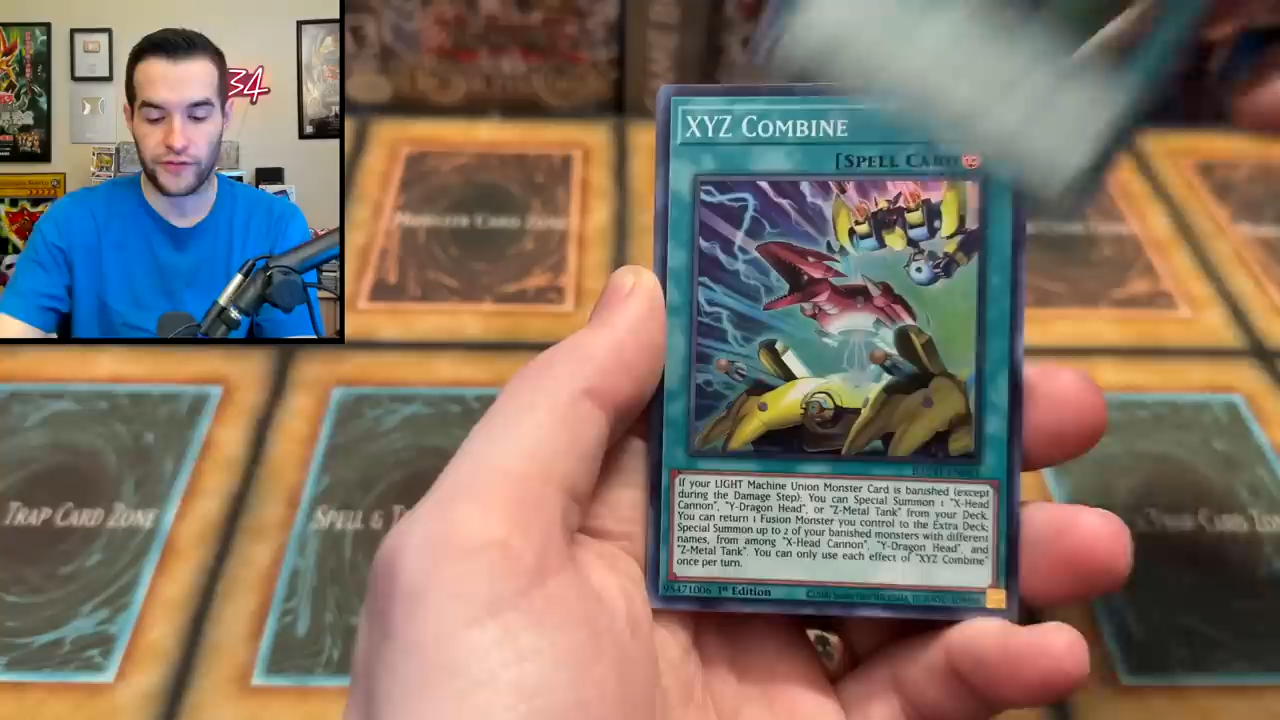 34
XYZ COMBINE
[SPELL CARD
If your LIGHT Machine Union Monster Card is banished (except
during the Damage Step): You can Special Summon 1 "X-Head
Cannon", "Y-Dragon Head", or "Z-Metal Tank" from your Deck.
You can return 1 Fusion Monster you control to the Extra Deck;
Special Summon up to 2 of your banished monsters with different
names, from among "X-Head Cannon", "Y-Dragon Head", and
"Z-Metal Tank". You can only use each effect of "XYZ Combine"
once per turn.
95471006 1st Edition
MONSTER CARD ZONE
TRAP CARD ZONE
SPELL &